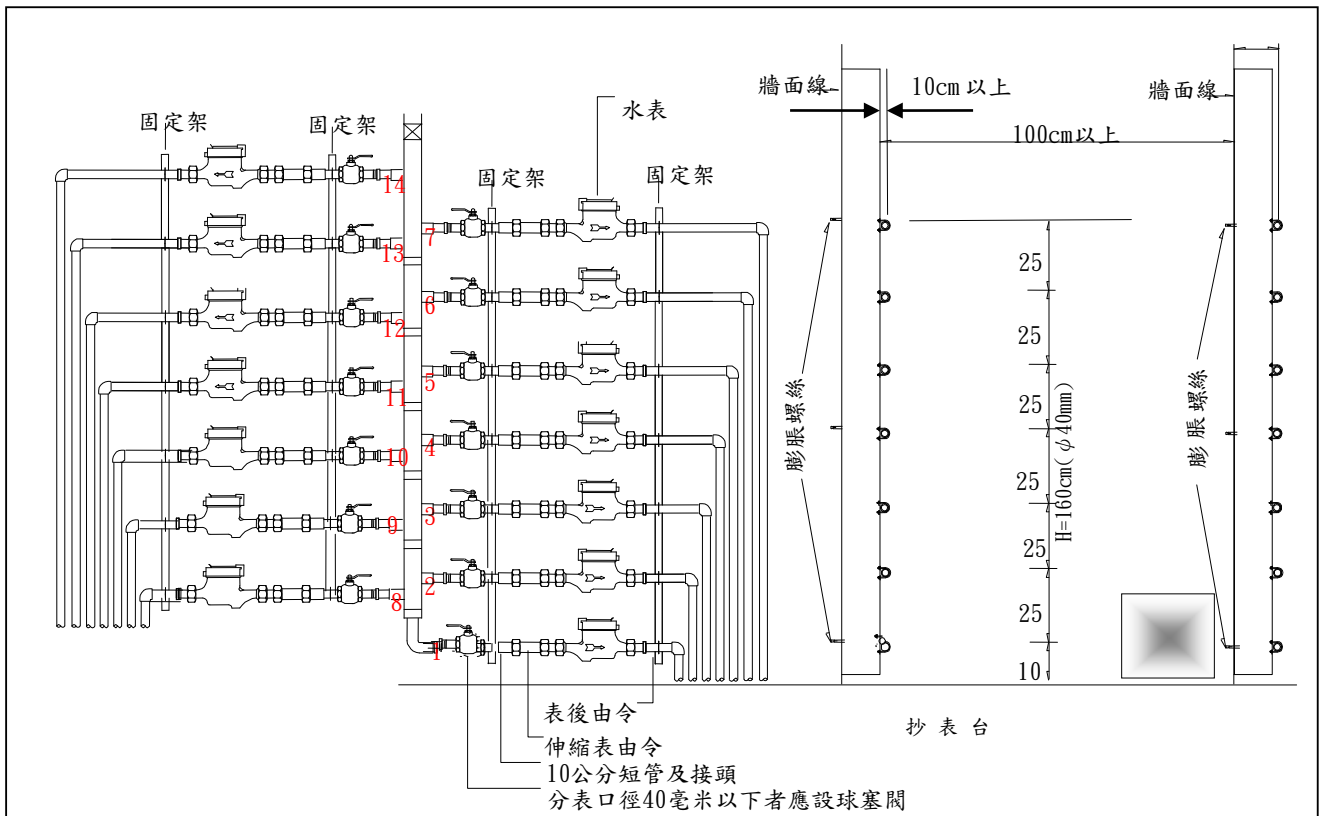 固定架
固定架
水表
固定架
固定架
牆面線
10cm 以上
牆面線
100cm以上
14
13
12
11
10
9
8
7
6
5
4
3
2
1
膨脹螺絲
25
25
25
25
25
25
10
H=160cm(φ40mm)
膨脹螺絲
表後由令
伸縮表由令
10公分短管及接頭
分表口徑40毫米以下者應設球塞閥
抄表台